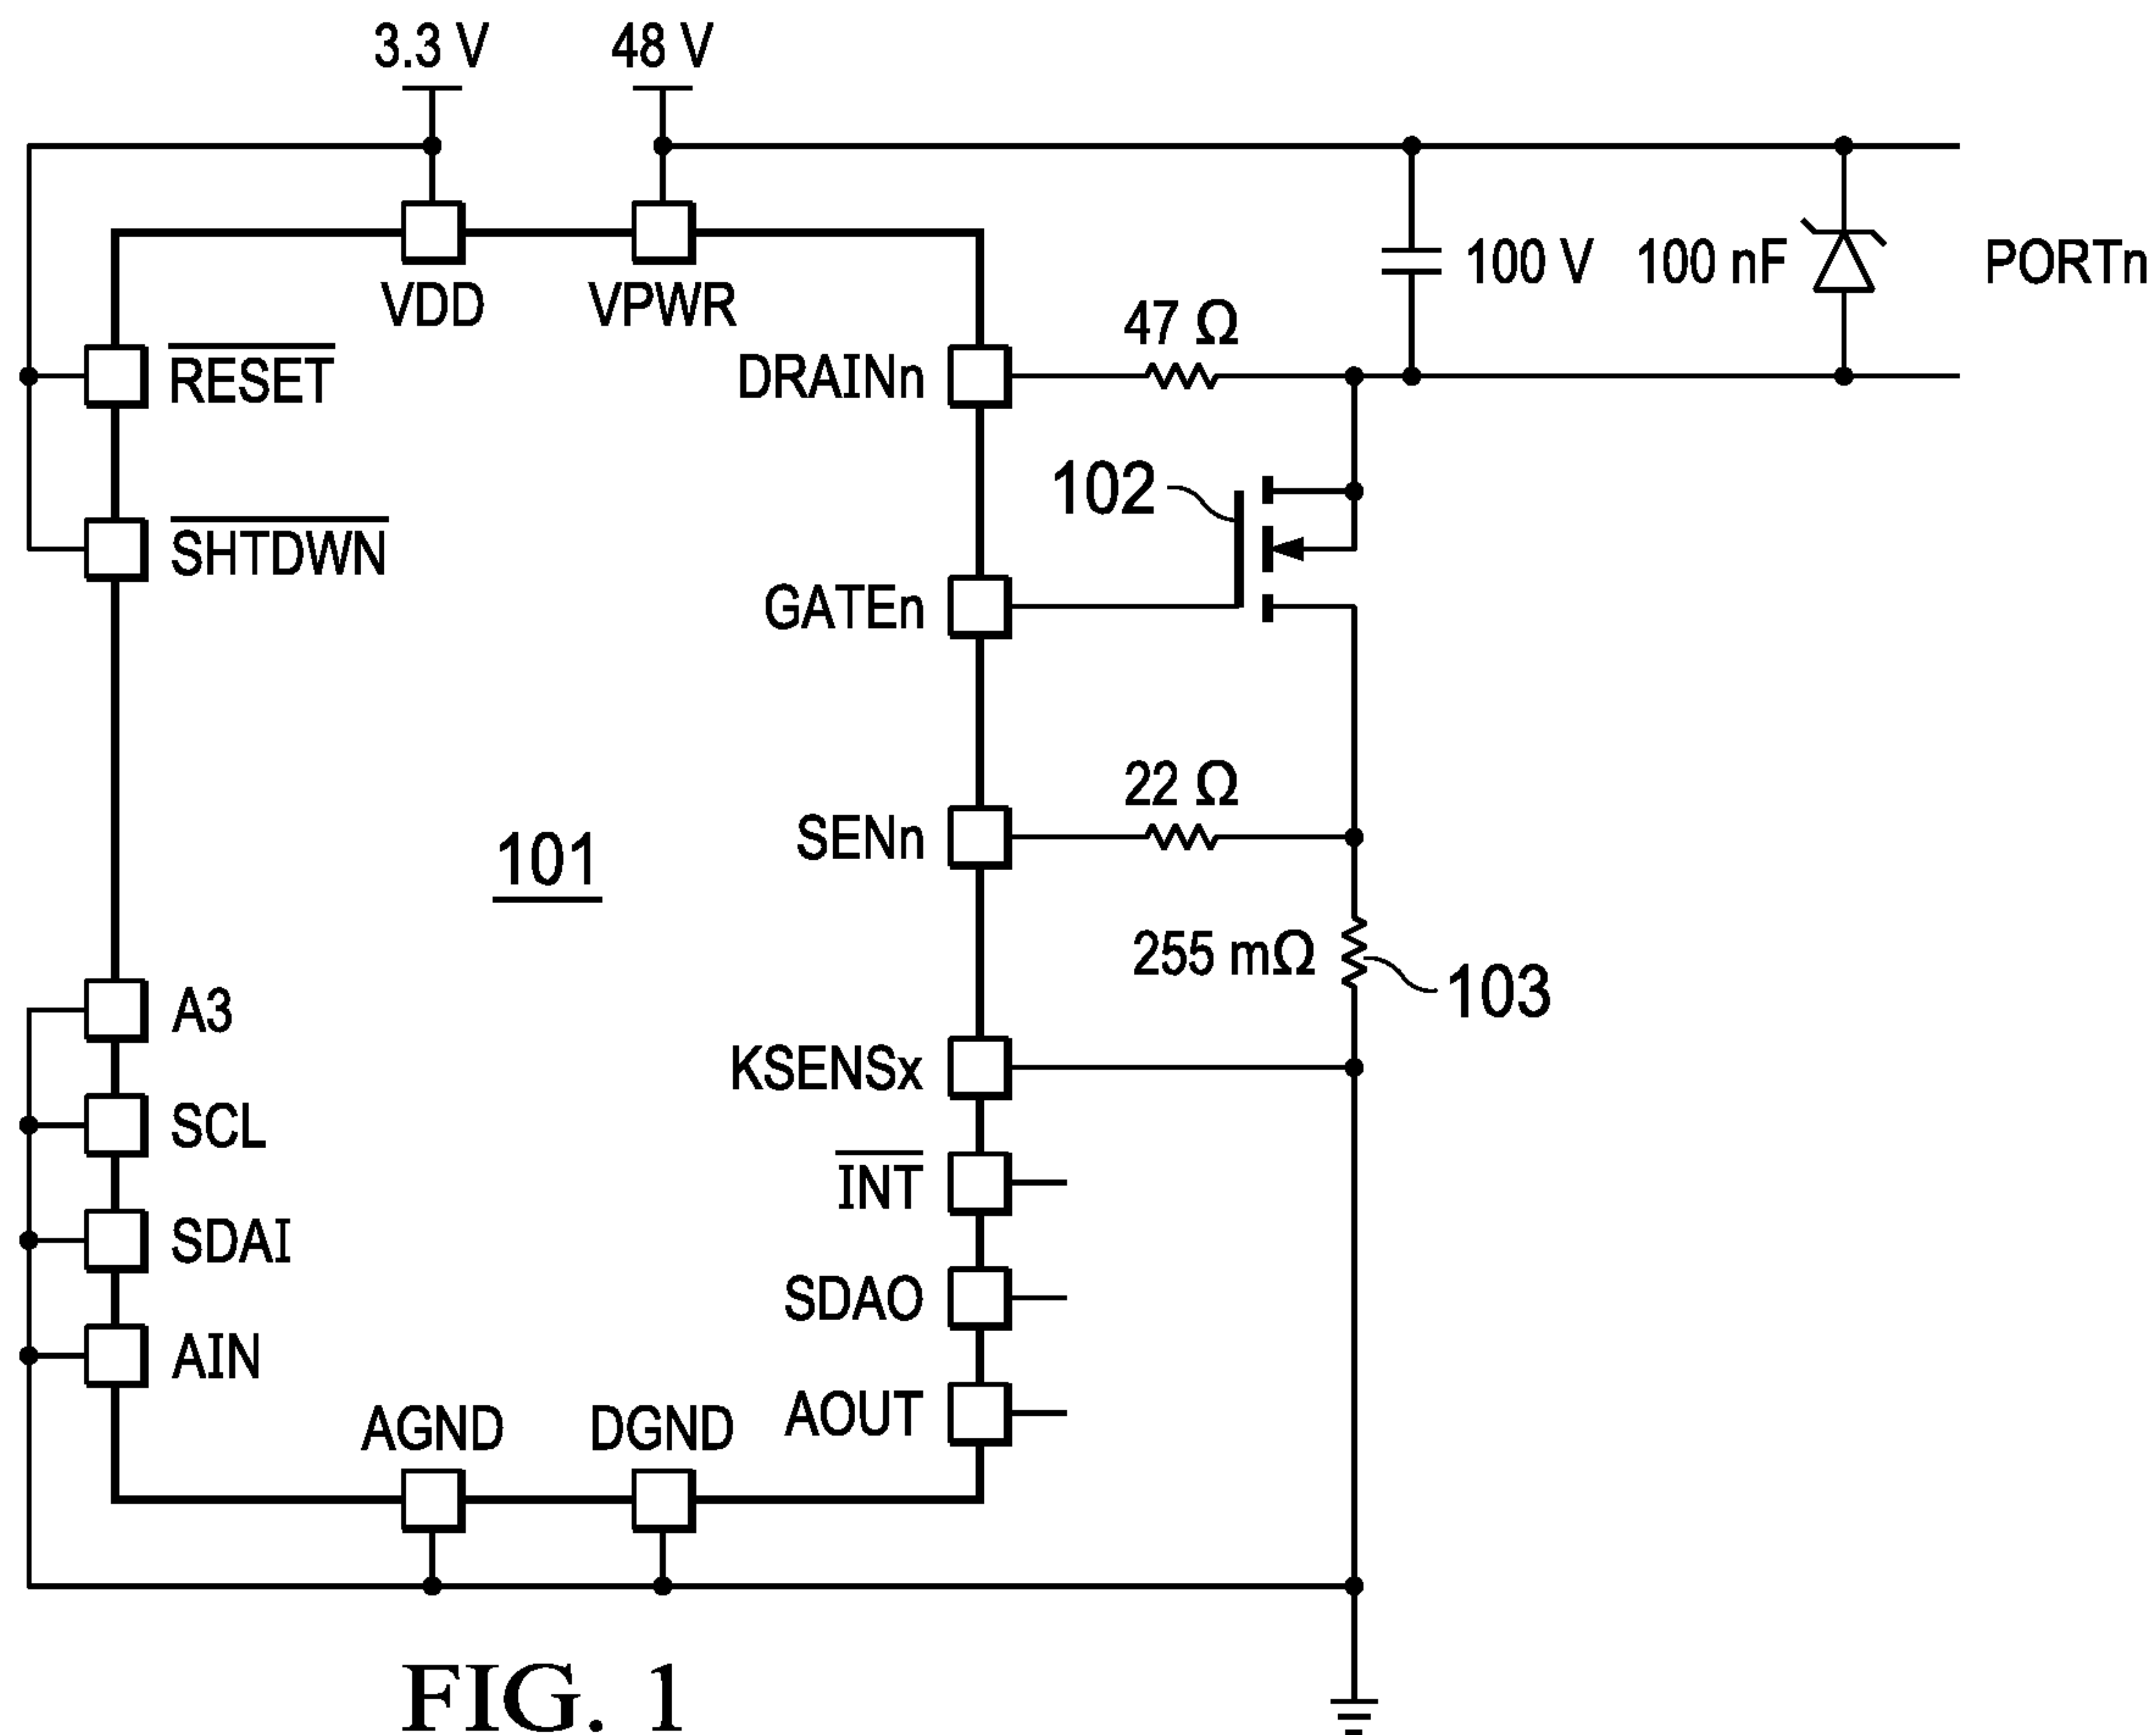 3.3 V
48 V
VDD
VPWR
100 V
100 nF
PORTn
47 Ω
RESET
DRAINn
102
SHTDWN
GATEn
22 Ω
SENn
101
255 mΩ
103
A3
KSENSx
SCL
INT
SDAI
SDAO
AIN
AOUT
AGND
DGND
FIG. 1